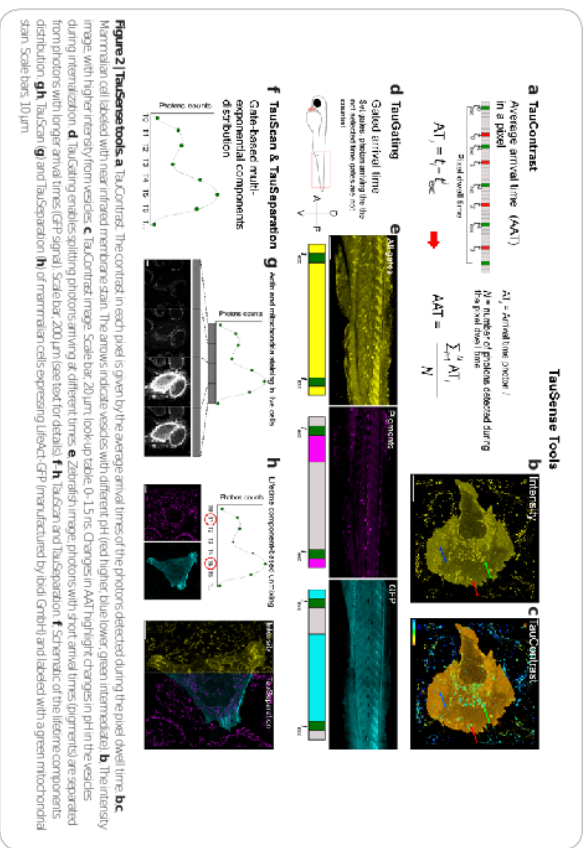 TauSense Tools
a TauContrast
Average arrival time (AAT)
in a pixel
Pixel dwell time
AT
= Arrival time photon
N = number of photons detected during
the pixel dwell time
AAT =
N
b Intensity
c TauContrast
d TauGating
Gated arrival time
A
P
D
V
e All gates
Pigments
GFP
f TauScan & TauSeparation
Gate-based multi-
exponential components
distribution
Photons counts
g Actin and mitochondria staining in live cells
Photons counts
h Lifetime component-based unmixing
Photons counts
Intensity
TauSeparation
Figure 2 | TauSense tools. a TauContrast. The contrast in each pixel is given by the average arrival times of the photons detected during the pixel dwell time. b,c
Mammalian cell labeled with near infrared membrane stain. The arrows indicate vesicles with different pH (red higher, blue lower, green intermediate). b. The intensity
image, with higher intensity from vesicles. c. TauContrast image. Scale bar, 20 µm; look-up table, 0-1.5 ns. Changes in AAT highlight changes in pH in the vesicles
during internalization. d. TauGating enables splitting photons arriving at different times. e. Zebrafish image; photons with short arrival times (pigments) are separated
from photons with longer arrival times (GFP signal). Scale bar, 200 µm (see text for details). f-h. TauScan and TauSeparation. f. Schematic of the lifetime components
distribution. g,h. TauScan (g) and TauSeparation (h) of mammalian cells expressing LifeAct-GFP (manufactured by ibidi GmbH) and labeled with a green mitochondrial
stain. Scale bars, 10 µm.